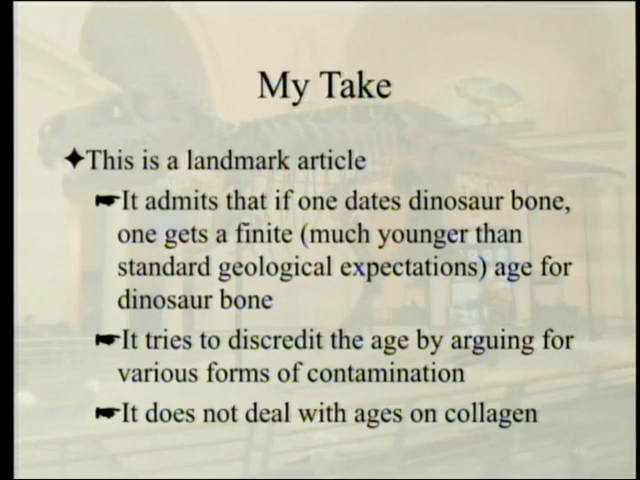 My Take
This is a landmark article
It admits that if one dates dinosaur bone,
one gets a finite (much younger than
standard geological expectations) age for
dinosaur bone
It tries to discredit the age by arguing for
various forms of contamination
It does not deal with ages on collagen